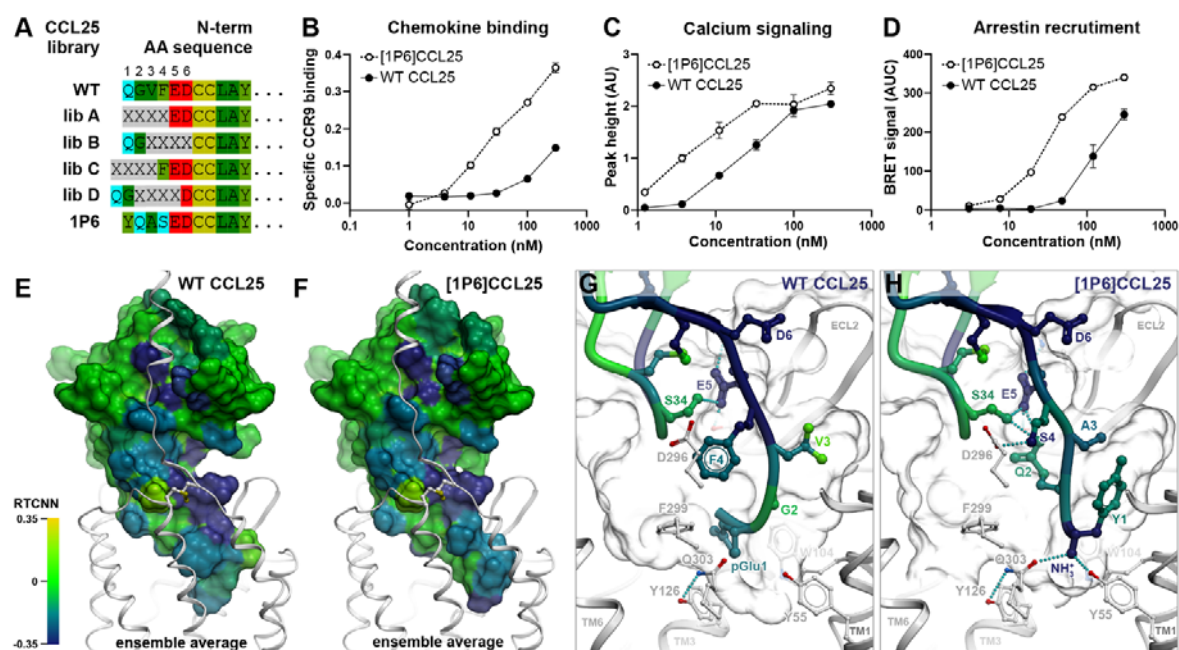 A
CCL25 library
N-term AA sequence
1 2 3 4 5 6
WT QGVFEDCCLAY...
lib A XXXXEDCCLAY...
lib B QGXXXXCCLAY...
lib C XXXXFEDCCLAY...
lib D QGXXXXDCCLAY...
1P6 YQASEDCCLAY...
B
Chemokine binding
[1P6]CCL25
WT CCL25
Specific CCR9 binding
0.4
0.3
0.2
0.1
0.0
0.1 1 10 100 1000
Concentration (nM)
C
Calcium signaling
[1P6]CCL25
WT CCL25
Peak height (AU)
3
2
1
0
1 10 100 1000
Concentration (nM)
D
Arrestin recrutiment
[1P6]CCL25
WT CCL25
BRET signal (AUC)
400
300
200
100
0
1 10 100 1000
Concentration (nM)
E
WT CCL25
RTCNN
0.35
0
-0.35
ensemble average
F
[1P6]CCL25
ensemble average
G
WT CCL25
ECL2
D6
E5
S34
V3
D296
F4
G2
F299
Q303
W104
pGlu1
Y126
Y55
TM6
TM3
TM1
H
[1P6]CCL25
ECL2
D6
E5
S34
A3
S4
D296
Q2
Y1
F299
Q303
W104
NH3+
Y126
Y55
TM6
TM3
TM1